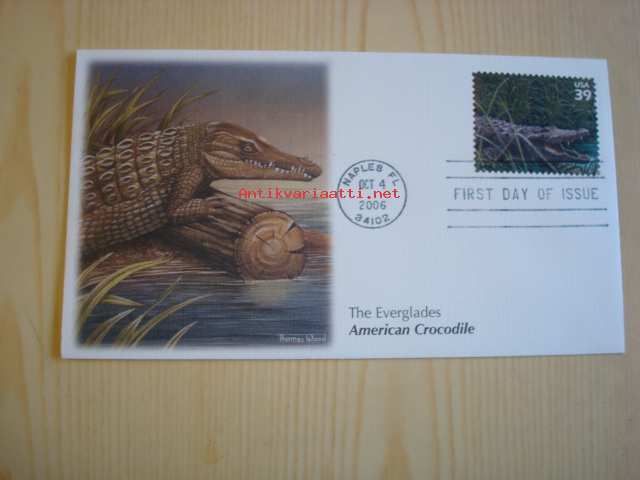 USA
39
NAPLES FL
OCT 4
2006
34102
FIRST DAY OF ISSUE
Antikvariaatti.net
The Everglades
American Crocodile
Thomas Wood